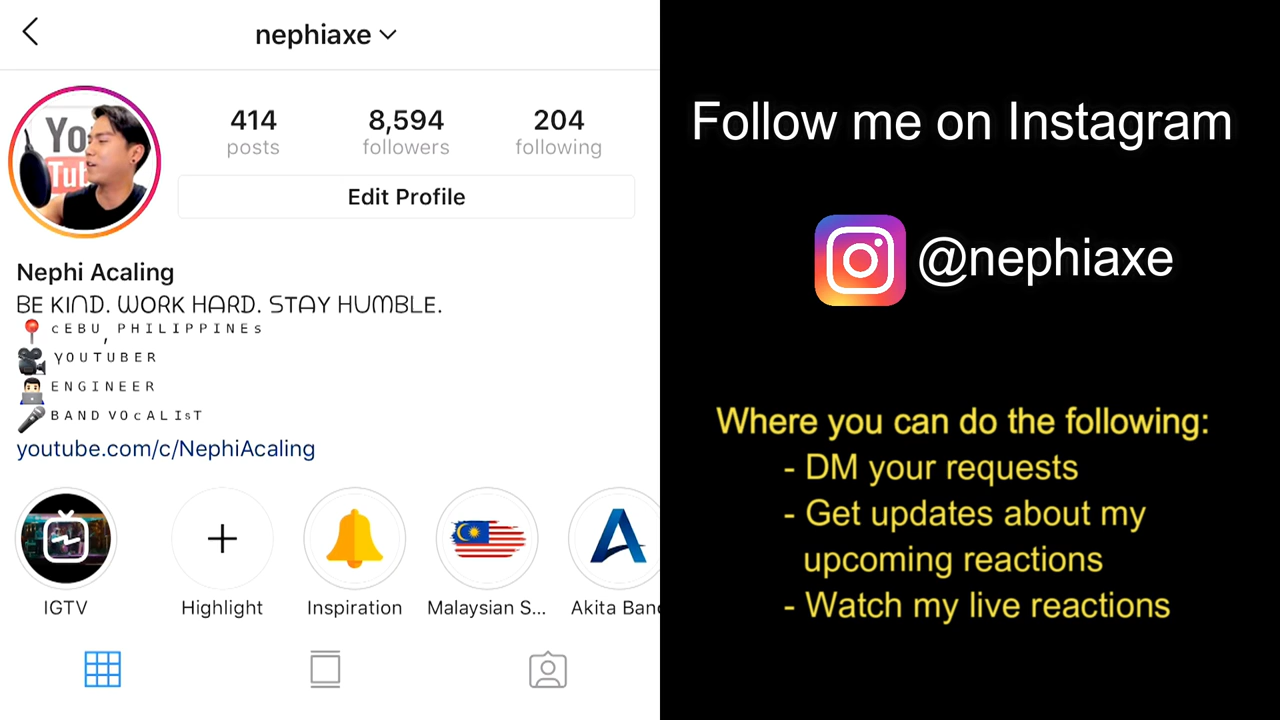 nephiaxe
You
Tub
414
posts
8,594
followers
204
following
Edit Profile
Nephi Acaling
BE KIND. WORK HARD. STAY HUMBLE.
CEBU, PHILIPPINES
YOUTUBER
ENGINEER
BAND VOCALIST
youtube.com/c/NephiAcaling
IGTV
Highlight
Inspiration
Malaysian S...
Akita Band
Follow me on Instagram
@nephiaxe
Where you can do the following:
- DM your requests
- Get updates about my
upcoming reactions
- Watch my live reactions